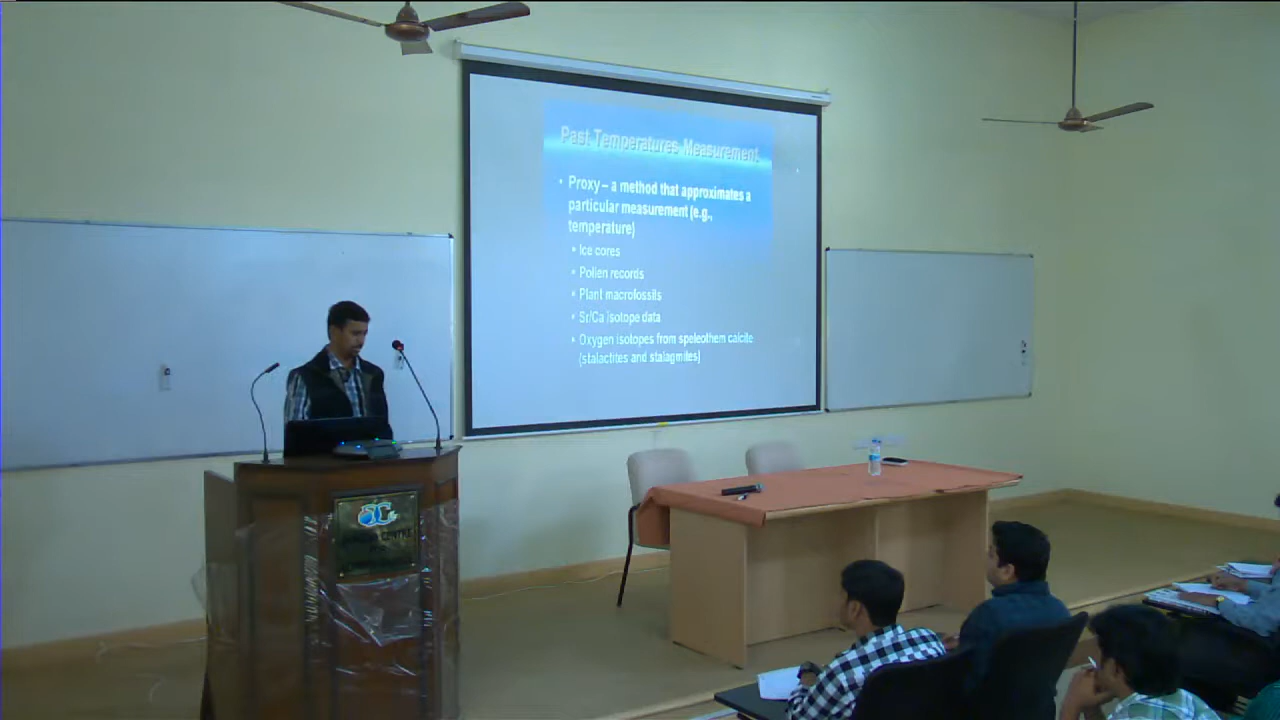 Past Temperatures Measurement
• Proxy – a method that approximates a
particular measurement (e.g.,
temperature)
• Ice cores
• Pollen records
• Plant macrofossils
• Sr/Ca isotope data
• Oxygen isotopes from speleothem calcite
(stalactites and stalagmites)
CENTRE